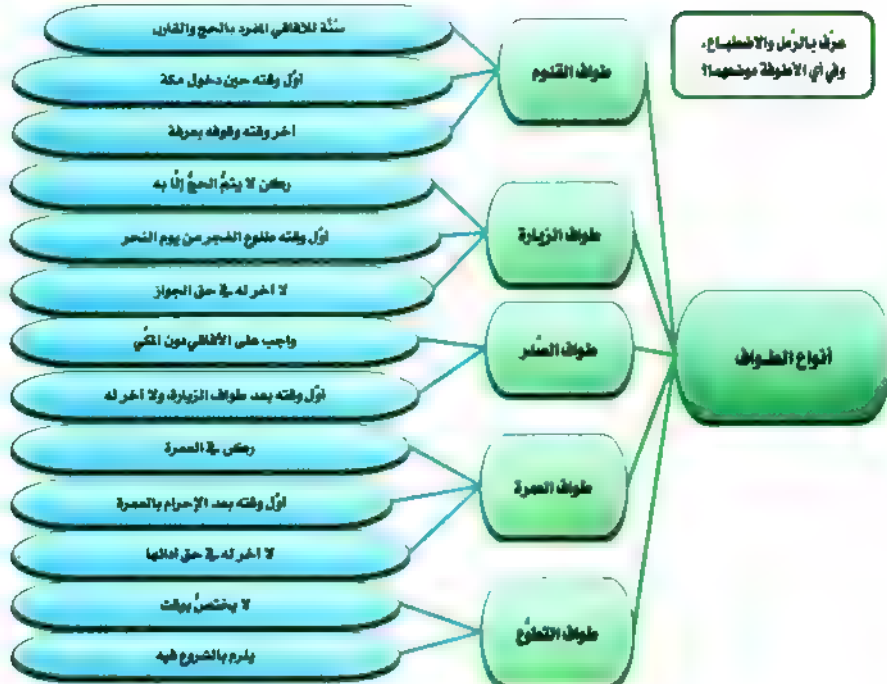 عرّف بالرَّمل والاضطباع،
وفي أي الأطوفة موضعهما؟
أنواع الطواف
طواف القدوم
سُنَّة للآفاقي المفرد بالحج والقارن
أوّل وقته حين دخول مكة
آخر وقته وقوفه بعرفة
طواف الزيارة
ركن لا يتمُّ الحجُّ إلَّا به
أوّل وقته طلوع الفجر من يوم النحر
لا آخر له في حق الجواز
طواف الصَّدر
واجب على الآفاقي دون المكّي
أوّل وقته بعد طواف الزيارة، ولا آخر له
طواف العمرة
ركن في العمرة
أوّل وقته بعد الإحرام بالعمرة
لا آخر له في حق أدائها
طواف التطوُّع
لا يختصُّ بوقت
يلزم بالشروع فيه